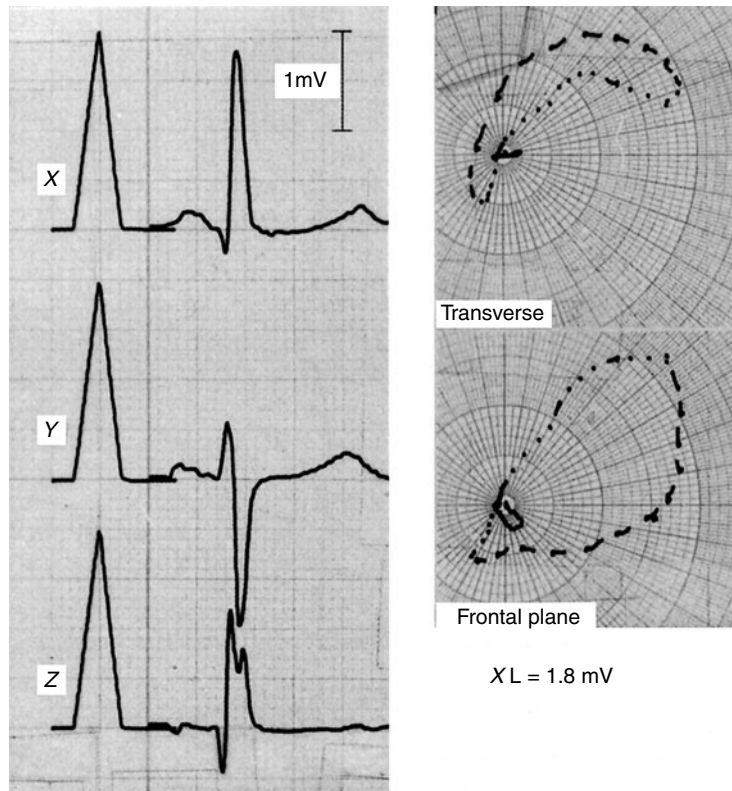 1mV
X
Y
Z
Transverse
Frontal plane
X L = 1.8 mV